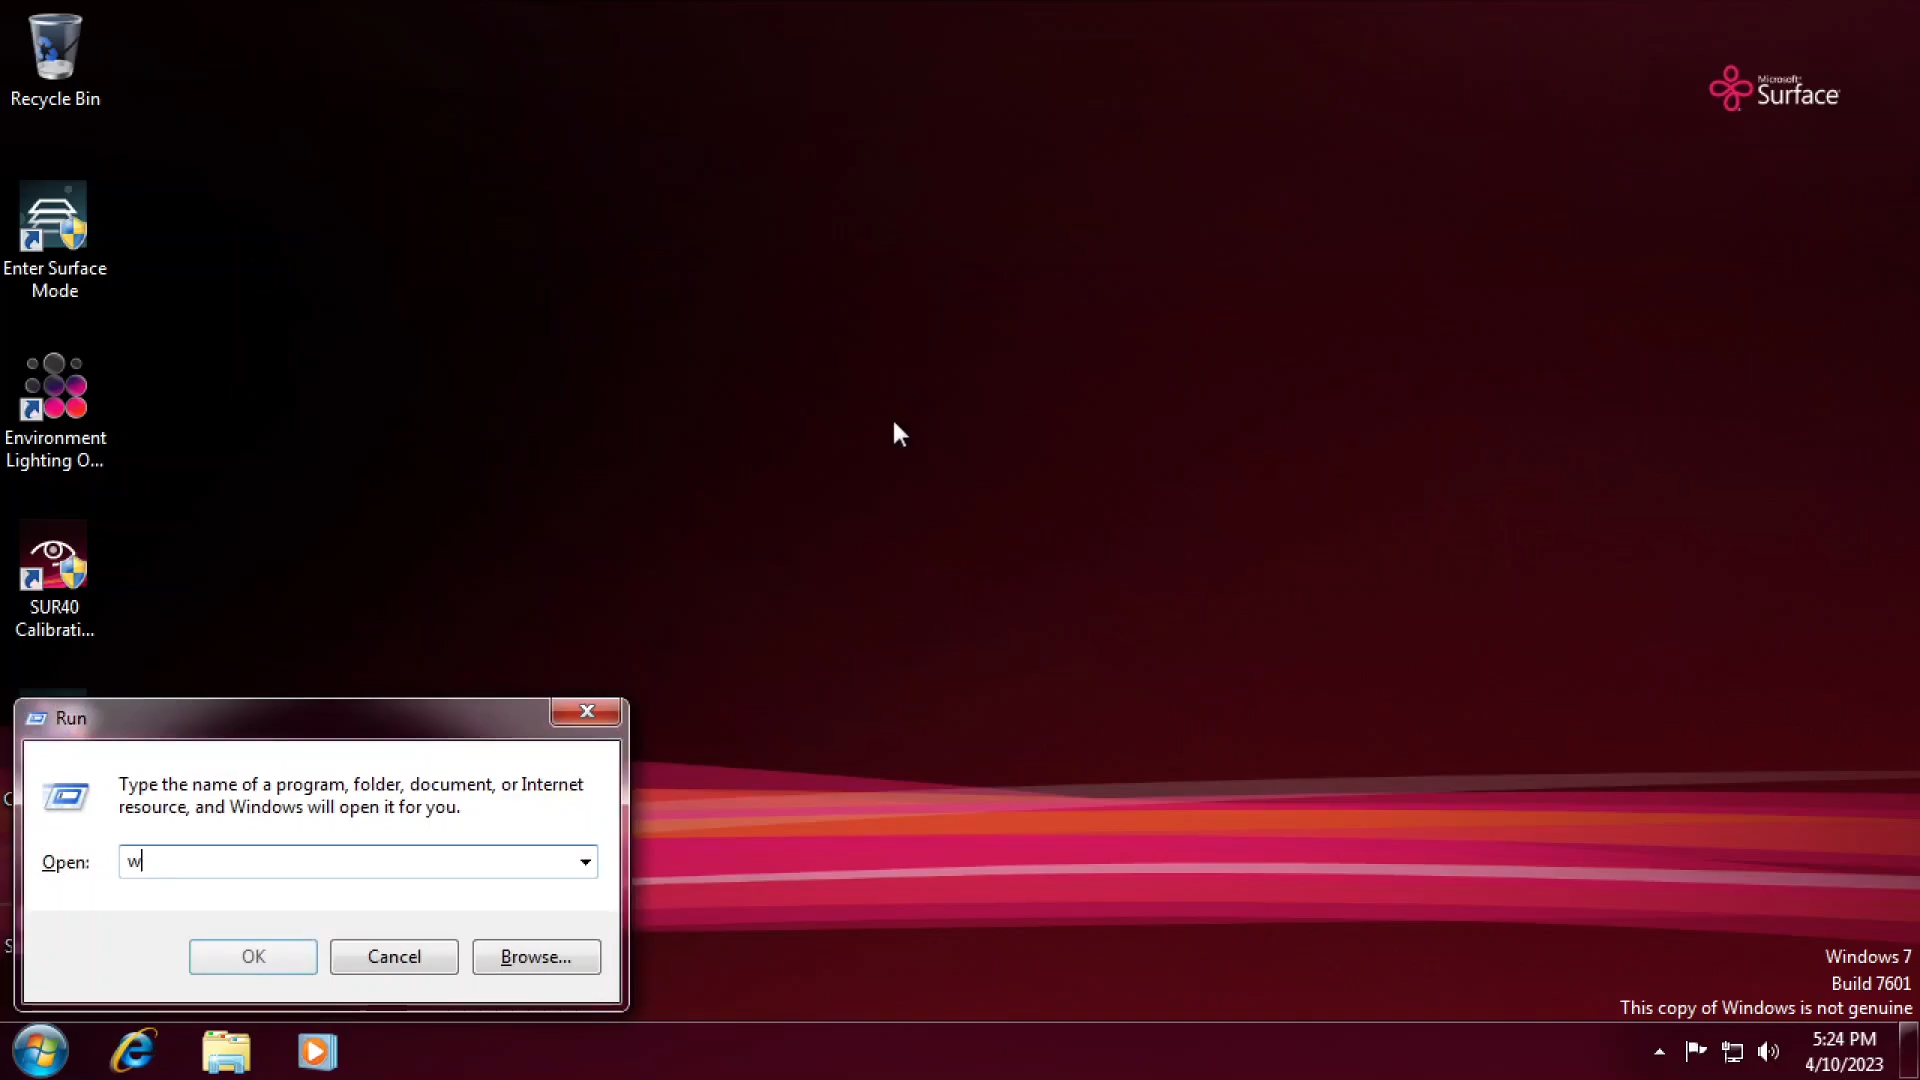 Recycle Bin
Microsoft®
Surface®
Enter Surface
Mode
Environment
Lighting O...
SUR40
Calibrati...
Run
Type the name of a program, folder, document, or Internet
resource, and Windows will open it for you.
Open:
w
OK
Cancel
Browse...
Windows 7
Build 7601
This copy of Windows is not genuine
5:24 PM
4/10/2023